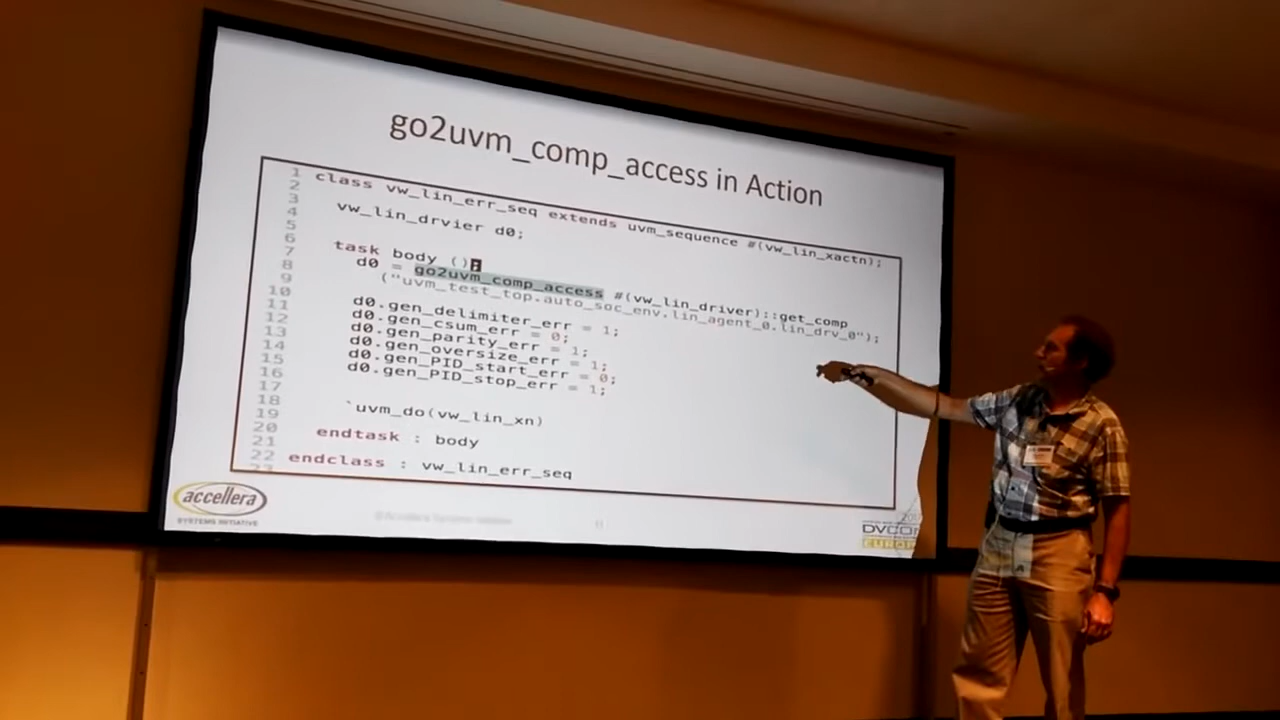 go2uvm_comp_access in Action
1
2 class vw_lin_err_seq extends uvm_sequence #(vw_lin_xactn);
3
4 vw_lin_drvier d0;
5
6
7 task body ();
8 d0 = go2uvm_comp_access #(vw_lin_driver)::get_comp
9 ("uvm_test_top.auto_soc_env.lin_agent_0.lin_drv_0");
10
11 d0.gen_delimiter_err = 1;
12 d0.gen_csum_err = 0;
13 d0.gen_parity_err = 1;
14 d0.gen_oversize_err = 1;
15 d0.gen_PID_start_err = 0;
16 d0.gen_PID_stop_err = 1;
17
18
19 `uvm_do(vw_lin_xn)
20
21 endtask : body
22
23 endclass : vw_lin_err_seq
accellera
SYSTEMS INITIATIVE
DVCON
EUROP